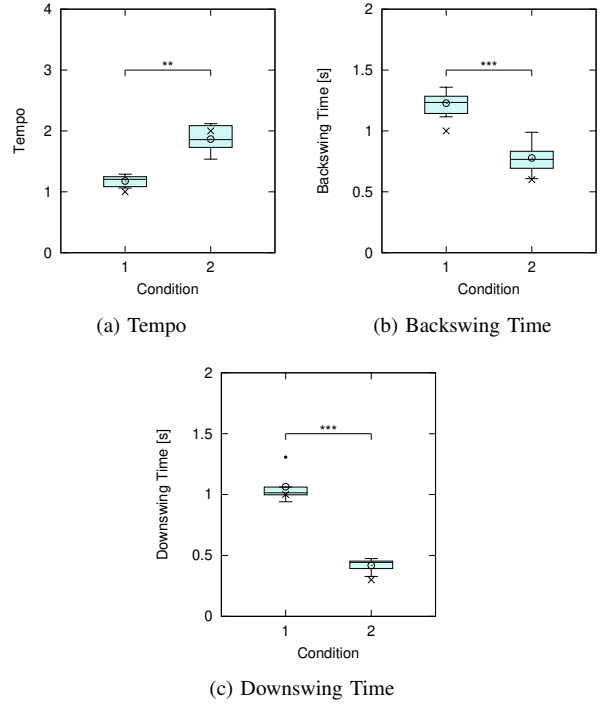 4
3
2
1
0
Tempo
**
1 2
Condition
(a) Tempo
2
1.5
1
0.5
0
Backswing Time [s]
***
1 2
Condition
(b) Backswing Time
2
1.5
1
0.5
0
Downswing Time [s]
***
1 2
Condition
(c) Downswing Time